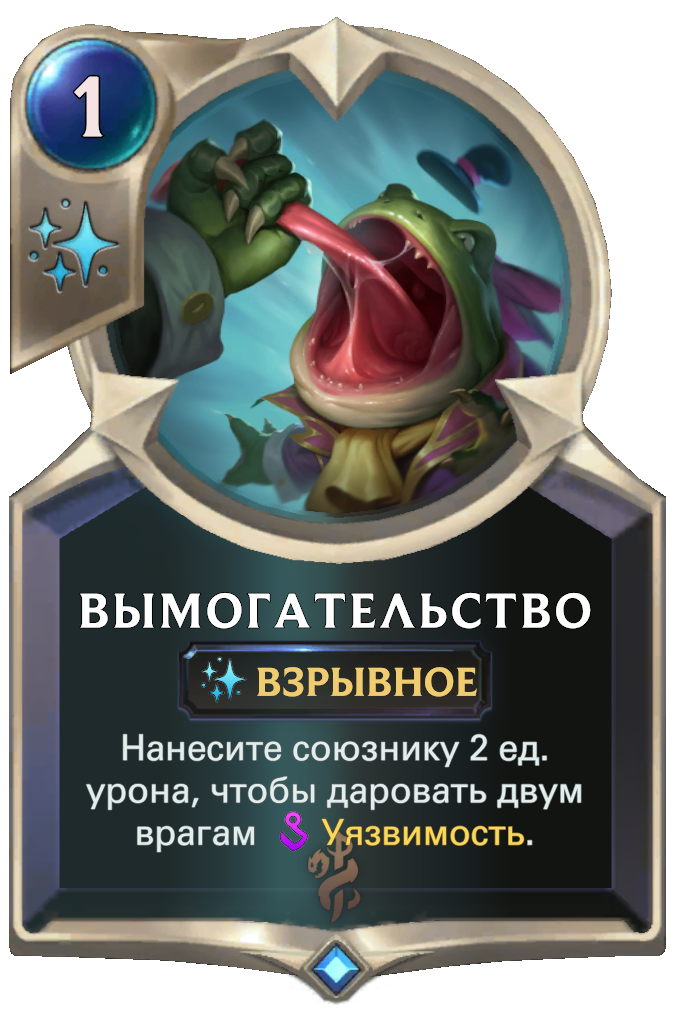 1
ВЫМОГАТЕЛЬСТВО
ВЗРЫВНОЕ
Нанесите союзнику 2 ед.
урона, чтобы даровать двум
врагам Уязвимость.